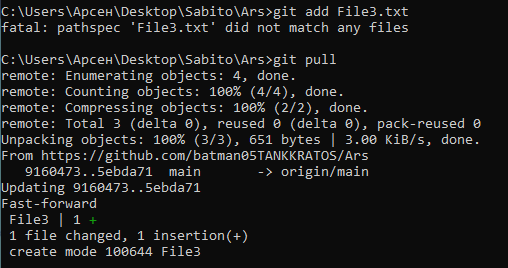 C:\Users\Арсен\Desktop\Sabito\Ars>git add File3.txt
fatal: pathspec 'File3.txt' did not match any files
C:\Users\Арсен\Desktop\Sabito\Ars>git pull
remote: Enumerating objects: 4, done.
remote: Counting objects: 100% (4/4), done.
remote: Compressing objects: 100% (2/2), done.
remote: Total 3 (delta 0), reused 0 (delta 0), pack-reused 0
Unpacking objects: 100% (3/3), 651 bytes | 3.00 KiB/s, done.
From https://github.com/batman05TANKKRATOS/Ars
   9160473..5ebda71  main       -> origin/main
Updating 9160473..5ebda71
Fast-forward
 File3 | 1 +
 1 file changed, 1 insertion(+)
 create mode 100644 File3